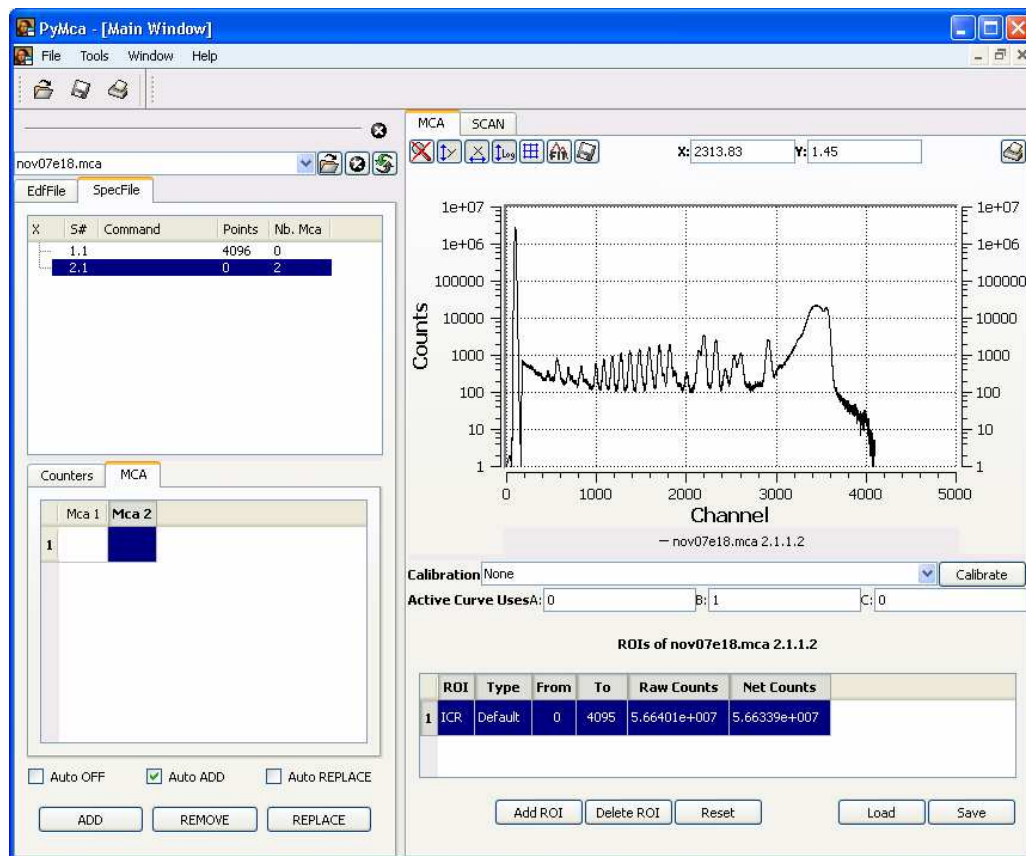 PyMca - [Main Window]
File Tools Window Help
nov07e18.mca
EdfFile SpecFile
X S# Command Points Nb. Mca
1.1 4096 0
2.1 0 2
Counters MCA
Mca 1 Mca 2
1
Auto OFF Auto ADD Auto REPLACE
ADD REMOVE REPLACE
MCA SCAN
Log FIT X: 2313.83 Y: 1.45
1e+07 1e+07
1e+06 1e+06
100000 100000
10000 10000
1000 1000
100 100
10 10
1 1
Counts
0 1000 2000 3000 4000 5000
Channel
nov07e18.mca 2.1.1.2
Calibration None Calibrate
Active Curve Uses A: 0 B: 1 C: 0
ROIs of nov07e18.mca 2.1.1.2
ROI Type From To Raw Counts Net Counts
1 ICR Default 0 4095 5.66401e+007 5.66339e+007
Add ROI Delete ROI Reset Load Save